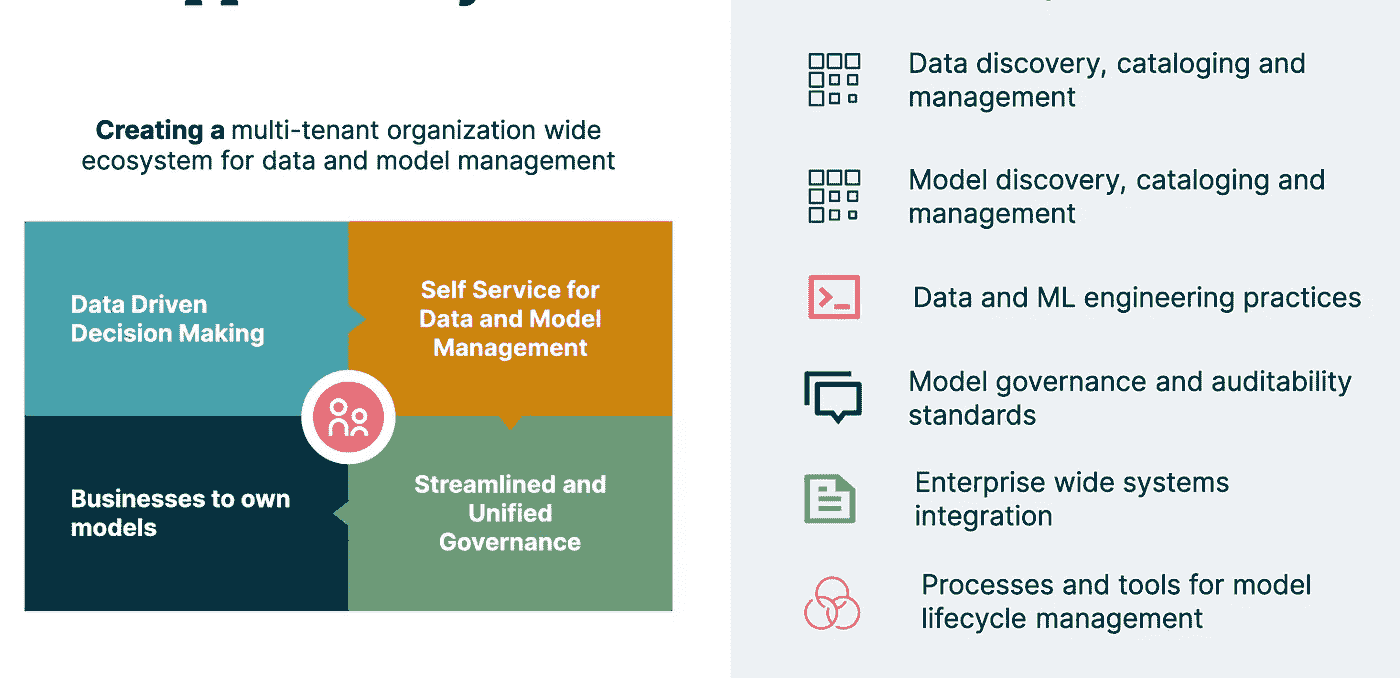 Creating a multi-tenant organization wide
ecosystem for data and model management
Data Driven
Decision Making
Self Service for
Data and Model
Management
Businesses to own
models
Streamlined and
Unified
Governance
Data discovery, cataloging and
management
Model discovery, cataloging and
management
Data and ML engineering practices
Model governance and auditability
standards
Enterprise wide systems
integration
Processes and tools for model
lifecycle management